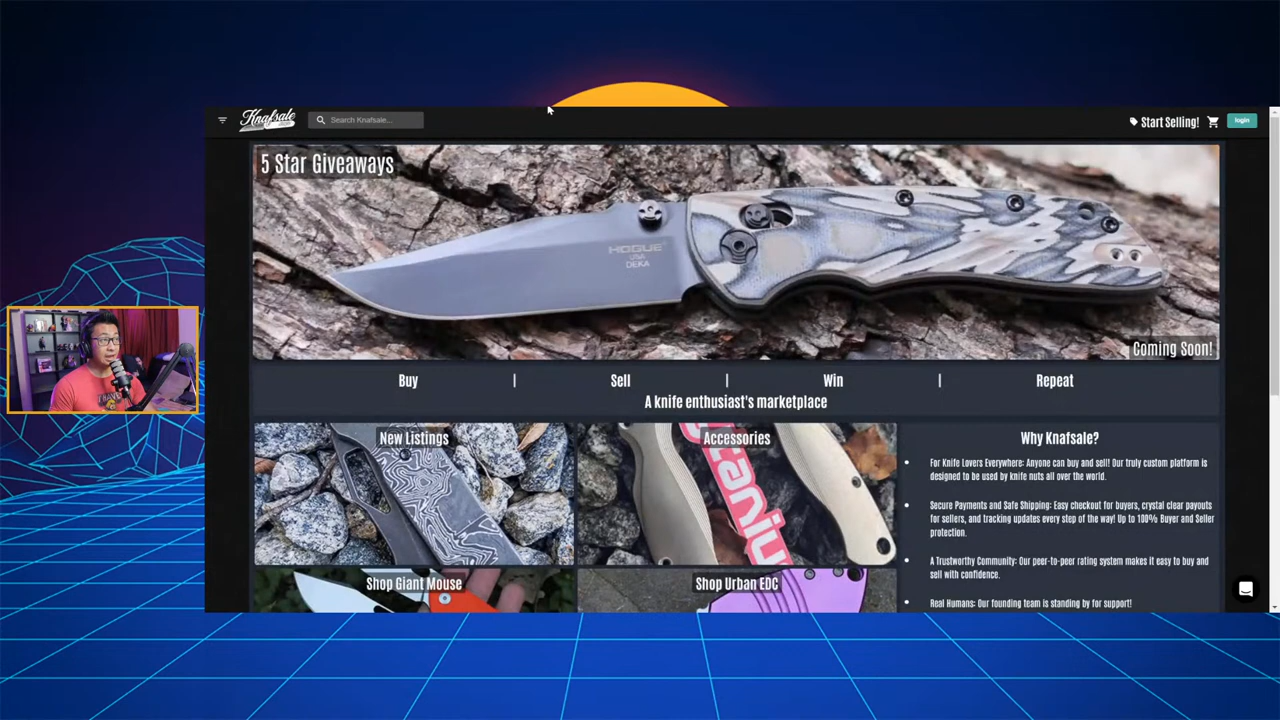 Knafsale
Search Knafsale...
Start Selling!
login
5 Star Giveaways
HOGUE
USA
DEKA
Coming Soon!
Buy | Sell | Win | Repeat
A knife enthusiast's marketplace
New Listings
Accessories
Shop Giant Mouse
Shop Urban EDC
Why Knafsale?
For Knife Lovers Everywhere: Anyone can buy and sell! Our truly custom platform is
designed to be used by knife nuts all over the world.
Secure Payments and Safe Shipping: Easy checkout for buyers, crystal clear payouts
for sellers, and tracking updates every step of the way! Up to 100% Buyer and Seller
protection.
A Trustworthy Community: Our peer-to-peer rating system makes it easy to buy and
sell with confidence.
Real Humans: Our founding team is standing by for support!